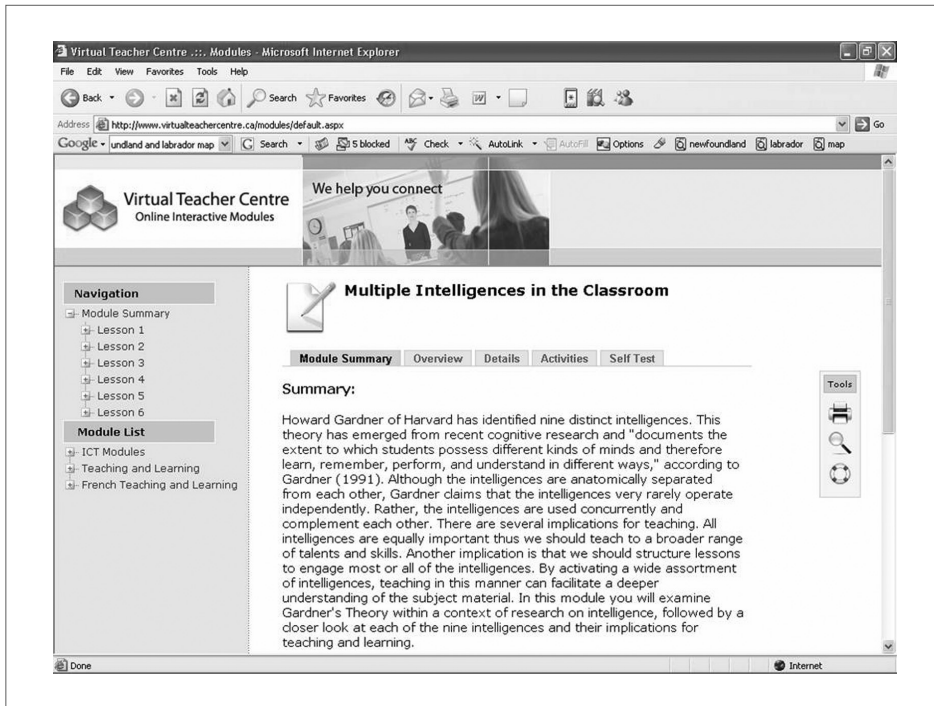 Virtual Teacher Centre .:::. Modules - Microsoft Internet Explorer
File Edit View Favorites Tools Help
Back Search Favorites
Address http://www.virtualteachercentre.ca/modules/default.aspx Go
Google undland and labrador map Search 5 blocked Check AutoLink AutoFill Options newfoundland labrador map
Virtual Teacher Centre
Online Interactive Modules
We help you connect
Navigation
Module Summary
Lesson 1
Lesson 2
Lesson 3
Lesson 4
Lesson 5
Lesson 6
Module List
ICT Modules
Teaching and Learning
French Teaching and Learning
Multiple Intelligences in the Classroom
Module Summary Overview Details Activities Self Test
Summary:
Howard Gardner of Harvard has identified nine distinct intelligences. This
theory has emerged from recent cognitive research and "documents the
extent to which students possess different kinds of minds and therefore
learn, remember, perform, and understand in different ways," according to
Gardner (1991). Although the intelligences are anatomically separated
from each other, Gardner claims that the intelligences very rarely operate
independently. Rather, the intelligences are used concurrently and
complement each other. There are several implications for teaching. All
intelligences are equally important thus we should teach to a broader range
of talents and skills. Another implication is that we should structure lessons
to engage most or all of the intelligences. By activating a wide assortment
of intelligences, teaching in this manner can facilitate a deeper
understanding of the subject material. In this module you will examine
Gardner's Theory within a context of research on intelligence, followed by a
closer look at each of the nine intelligences and their implications for
teaching and learning.
Tools
Done Internet